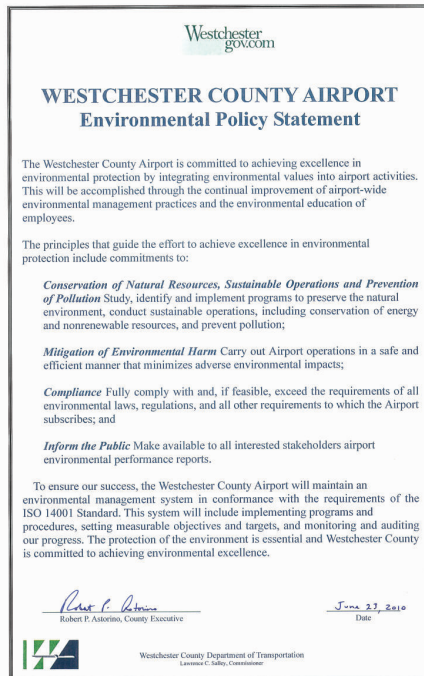 Westchester
gov.com
WESTCHESTER COUNTY AIRPORT
Environmental Policy Statement
The Westchester County Airport is committed to achieving excellence in
environmental protection by integrating environmental values into airport activities.
This will be accomplished through the continual improvement of airport-wide
environmental management practices and the environmental education of
employees.
The principles that guide the effort to achieve excellence in environmental
protection include commitments to:
Conservation of Natural Resources, Sustainable Operations and Prevention
of Pollution Study, identify and implement programs to preserve the natural
environment, conduct sustainable operations, including conservation of energy
and nonrenewable resources, and prevent pollution;
Mitigation of Environmental Harm Carry out Airport operations in a safe and
efficient manner that minimizes adverse environmental impacts;
Compliance Fully comply with and, if feasible, exceed the requirements of all
environmental laws, regulations, and all other requirements to which the Airport
subscribes; and
Inform the Public Make available to all interested stakeholders airport
environmental performance reports.
To ensure our success, the Westchester County Airport will maintain an
environmental management system in conformance with the requirements of the
ISO 14001 Standard. This system will include implementing programs and
procedures, setting measurable objectives and targets, and monitoring and auditing
our progress. The protection of the environment is essential and Westchester County
is committed to achieving environmental excellence.
Robert P. Astorino June 23, 2010
Robert P. Astorino, County Executive Date
Westchester County Department of Transportation
Lawrence C. Salley, Commissioner